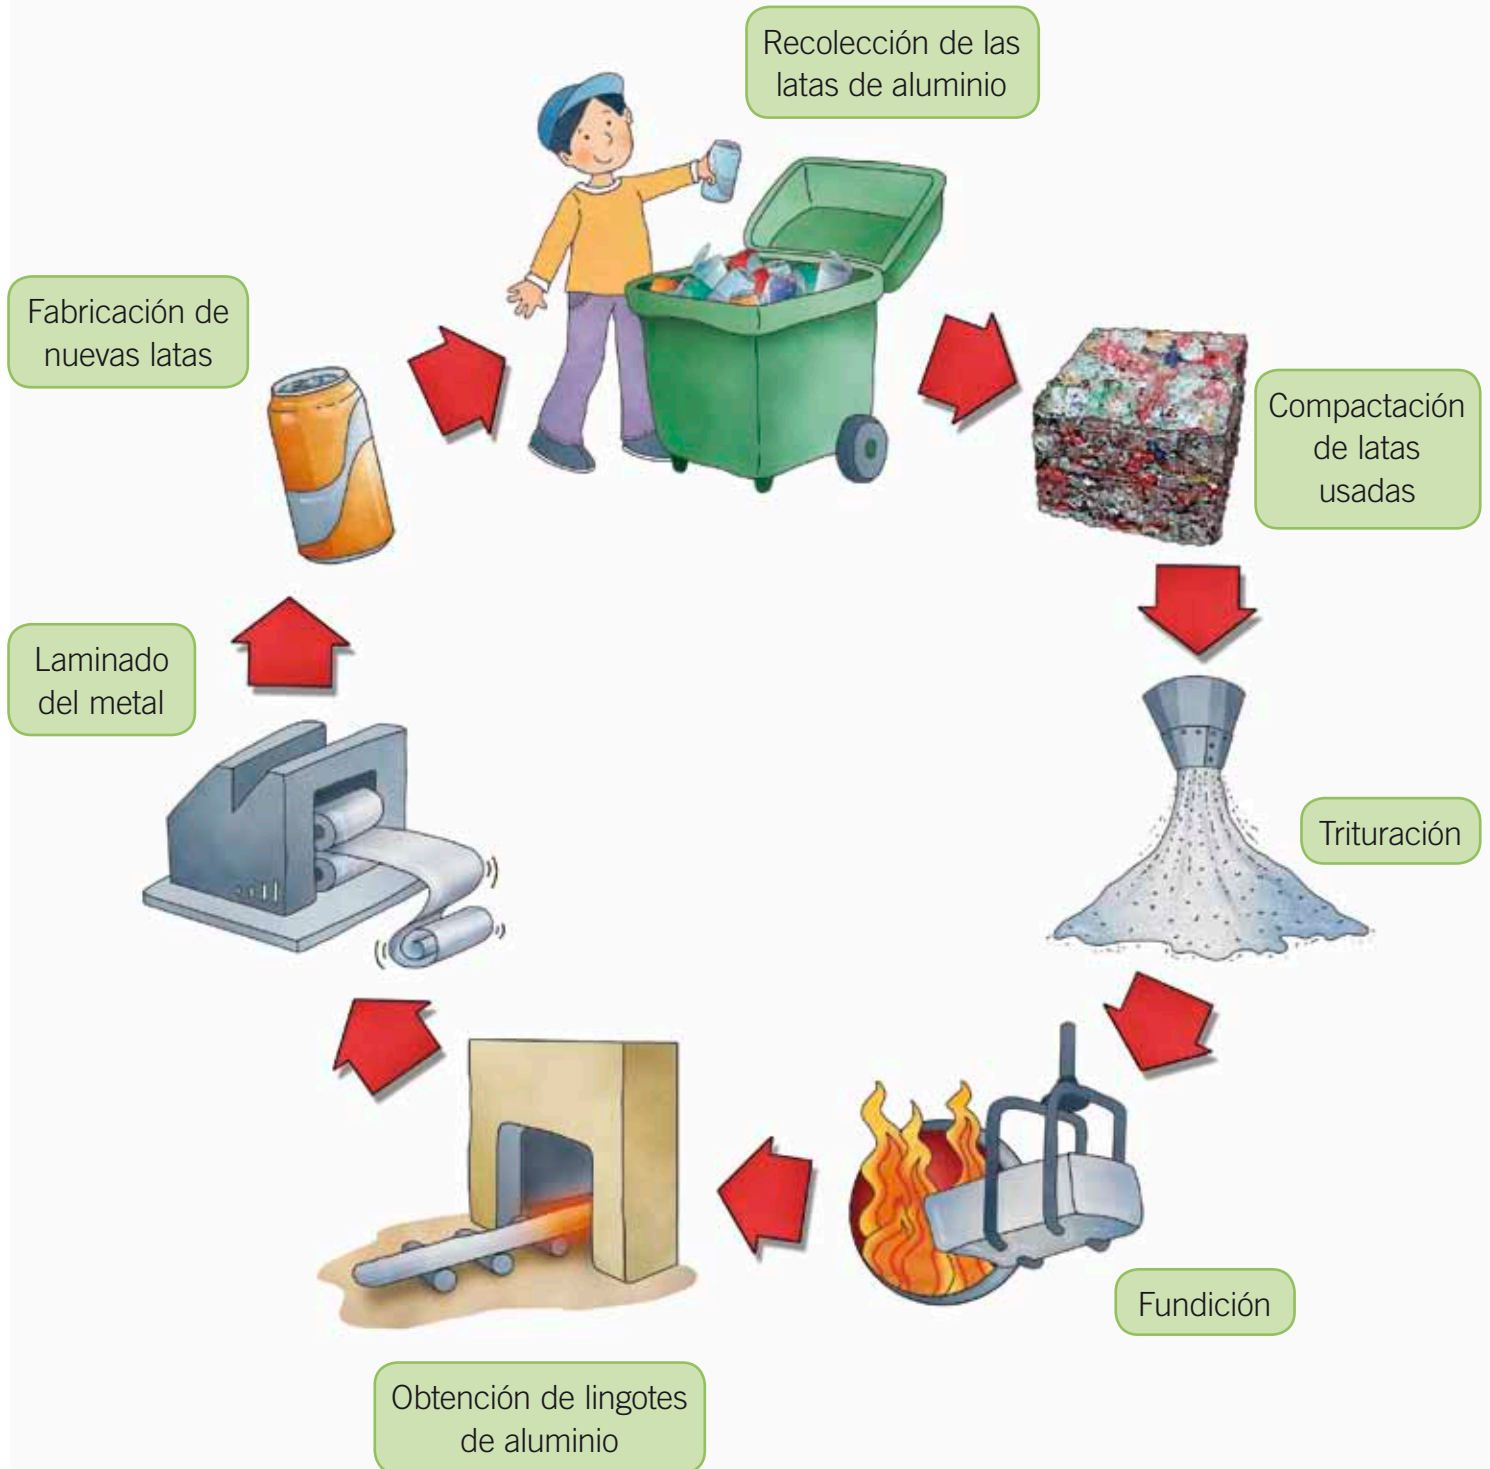 Recolección de las
latas de aluminio
Compactación
de latas
usadas
Trituración
Fundición
Obtención de lingotes
de aluminio
Laminado
del metal
Fabricación de
nuevas latas